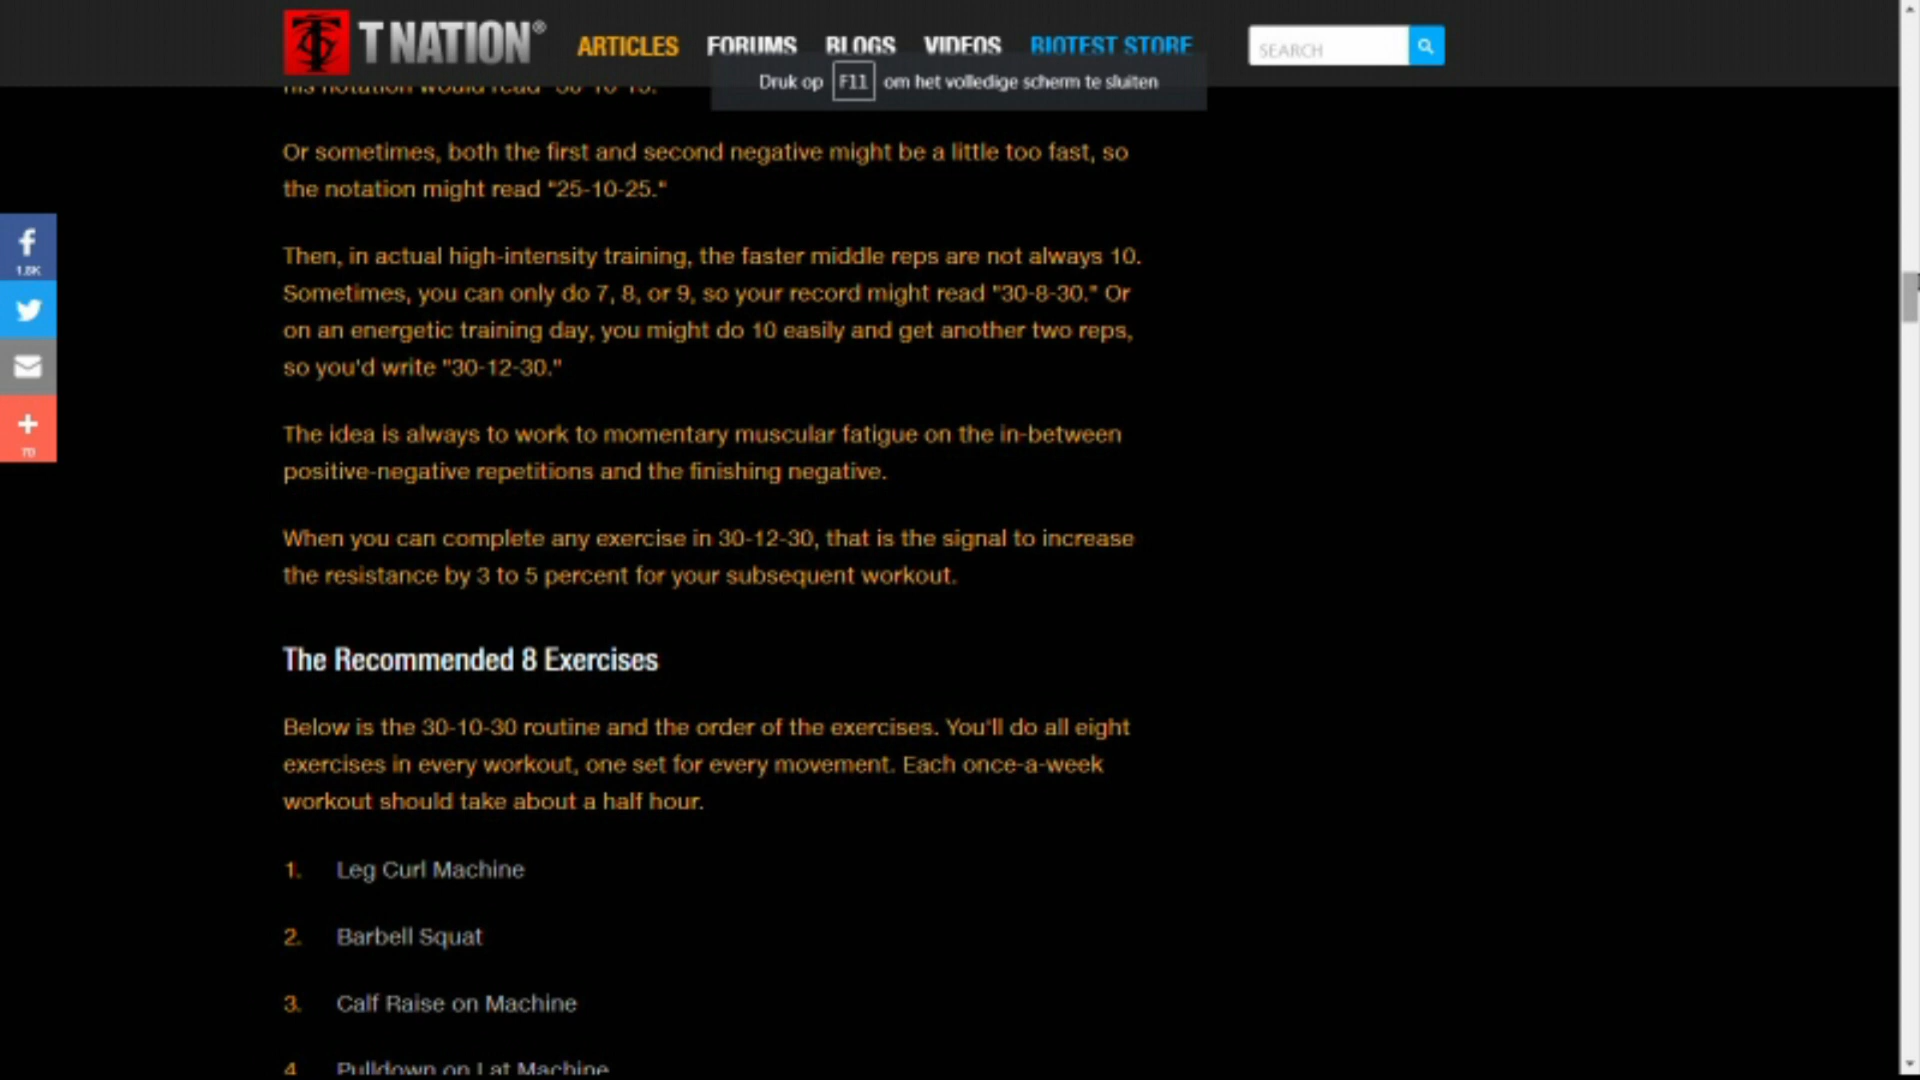 T NATION®
ARTICLES FORUMS BLOGS VIDEOS BIOTEST STORE
SEARCH
Druk op F11 om het volledige scherm te sluiten
his notation would read "30-10-15."
Or sometimes, both the first and second negative might be a little too fast, so
the notation might read "25-10-25."
1.8K
Then, in actual high-intensity training, the faster middle reps are not always 10.
Sometimes, you can only do 7, 8, or 9, so your record might read "30-8-30." Or
on an energetic training day, you might do 10 easily and get another two reps,
so you'd write "30-12-30."
70
The idea is always to work to momentary muscular fatigue on the in-between
positive-negative repetitions and the finishing negative.
When you can complete any exercise in 30-12-30, that is the signal to increase
the resistance by 3 to 5 percent for your subsequent workout.
The Recommended 8 Exercises
Below is the 30-10-30 routine and the order of the exercises. You'll do all eight
exercises in every workout, one set for every movement. Each once-a-week
workout should take about a half hour.
1. Leg Curl Machine
2. Barbell Squat
3. Calf Raise on Machine
4. Pulldown on Lat Machine